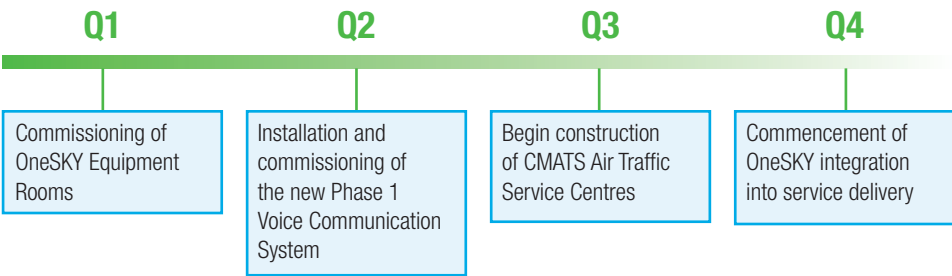 Q1
Q2
Q3
Q4
Commissioning of
OneSKY Equipment
Rooms
Installation and
commissioning of
the new Phase 1
Voice Communication
System
Begin construction
of CMATS Air Traffic
Service Centres
Commencement of
OneSKY integration
into service delivery